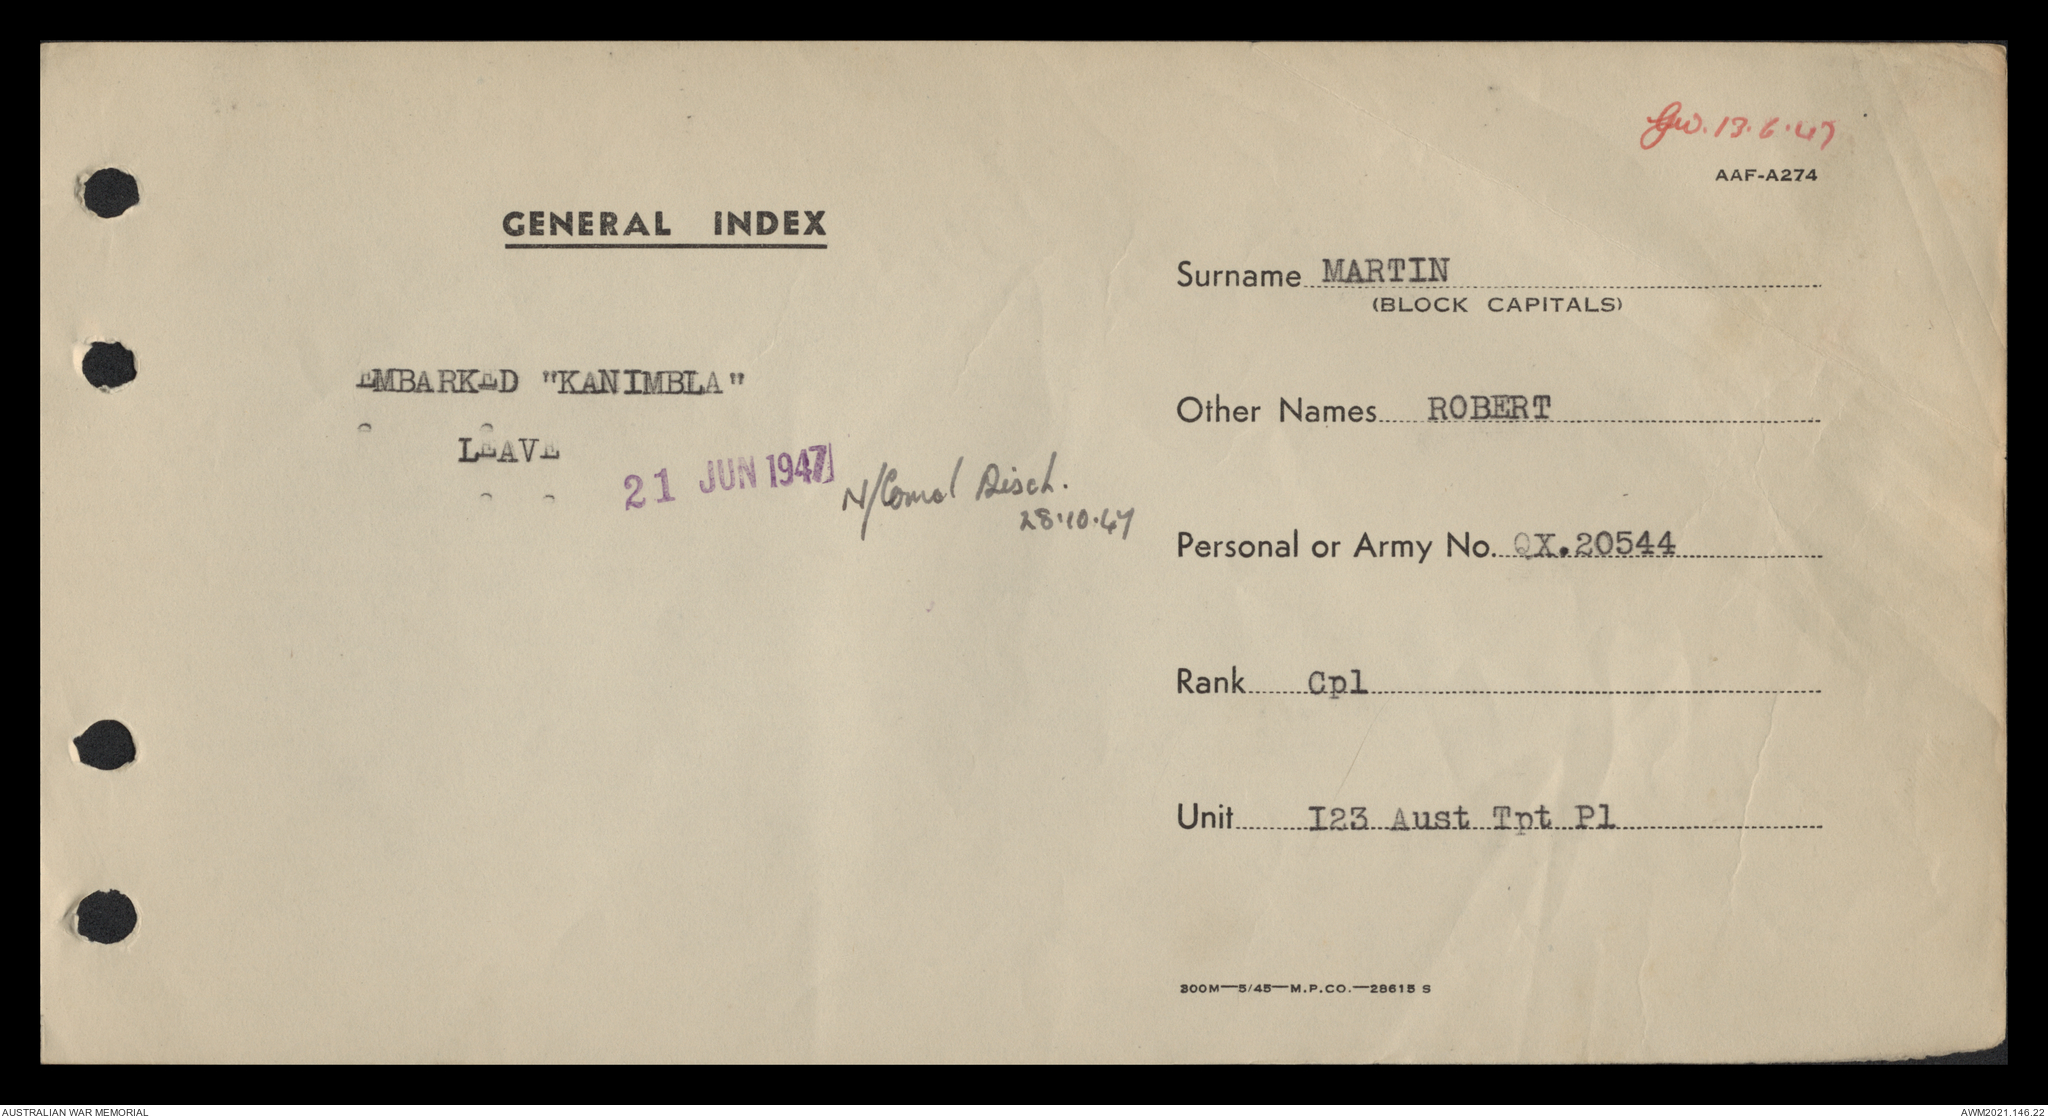 Gw. 13.6.47
AAF-A274
GENERAL INDEX
EMBARKED "KANIMBLA"
LEAVE
21 JUN 1947
N/Comd Disch.
28.10.47
Surname MARTIN
(BLOCK CAPITALS)
Other Names ROBERT
Personal or Army No. QX.20544
Rank Cpl
Unit I23 Aust Tpt Pl
300M—5/45—M.P.CO.—28615 S
AUSTRALIAN WAR MEMORIAL
AWM2021.146.22